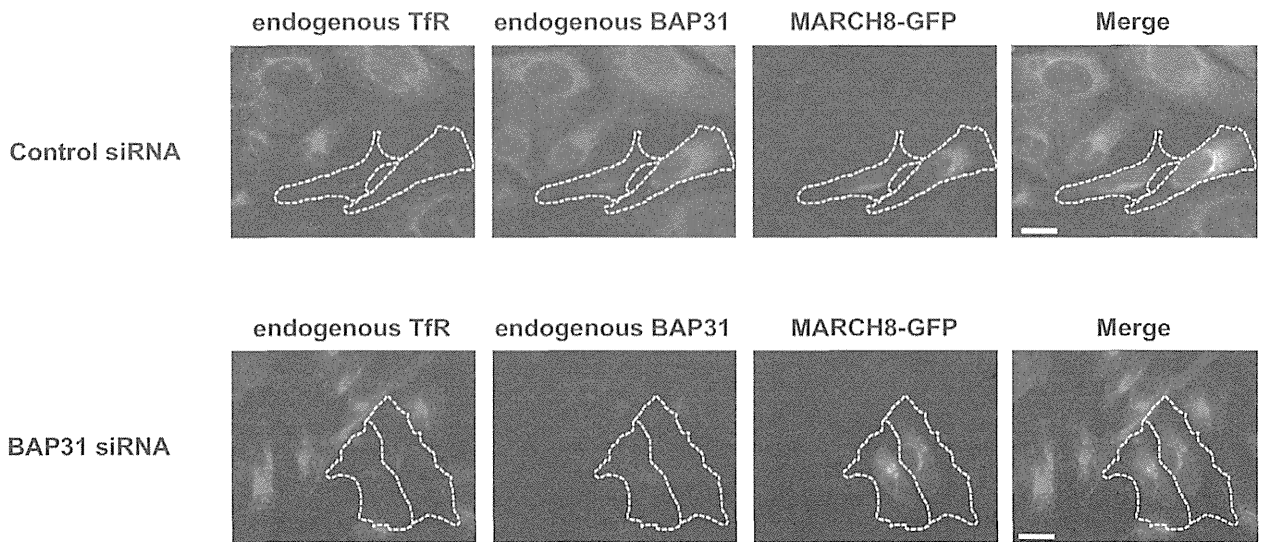 endogenous TfR endogenous BAP31 MARCH8-GFP Merge
Control siRNA
endogenous TfR endogenous BAP31 MARCH8-GFP Merge
BAP31 siRNA